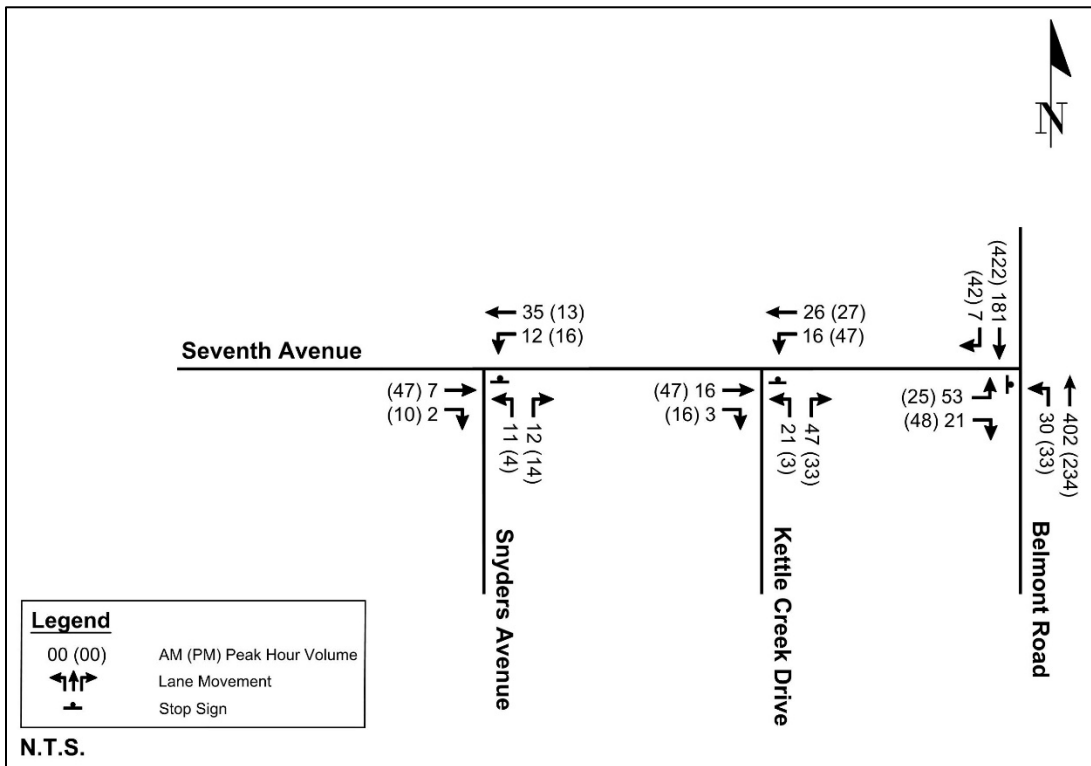 N
(422) 181
(42) 7
35 (13)
12 (16)
26 (27)
16 (47)
Seventh Avenue
(47) 7
(10) 2
(47) 16
(16) 3
(25) 53
(48) 21
11 (4)
12 (14)
21 (3)
47 (33)
30 (33)
402 (234)
Snyders Avenue
Kettle Creek Drive
Belmont Road
Legend
00 (00) AM (PM) Peak Hour Volume
Lane Movement
Stop Sign
N.T.S.